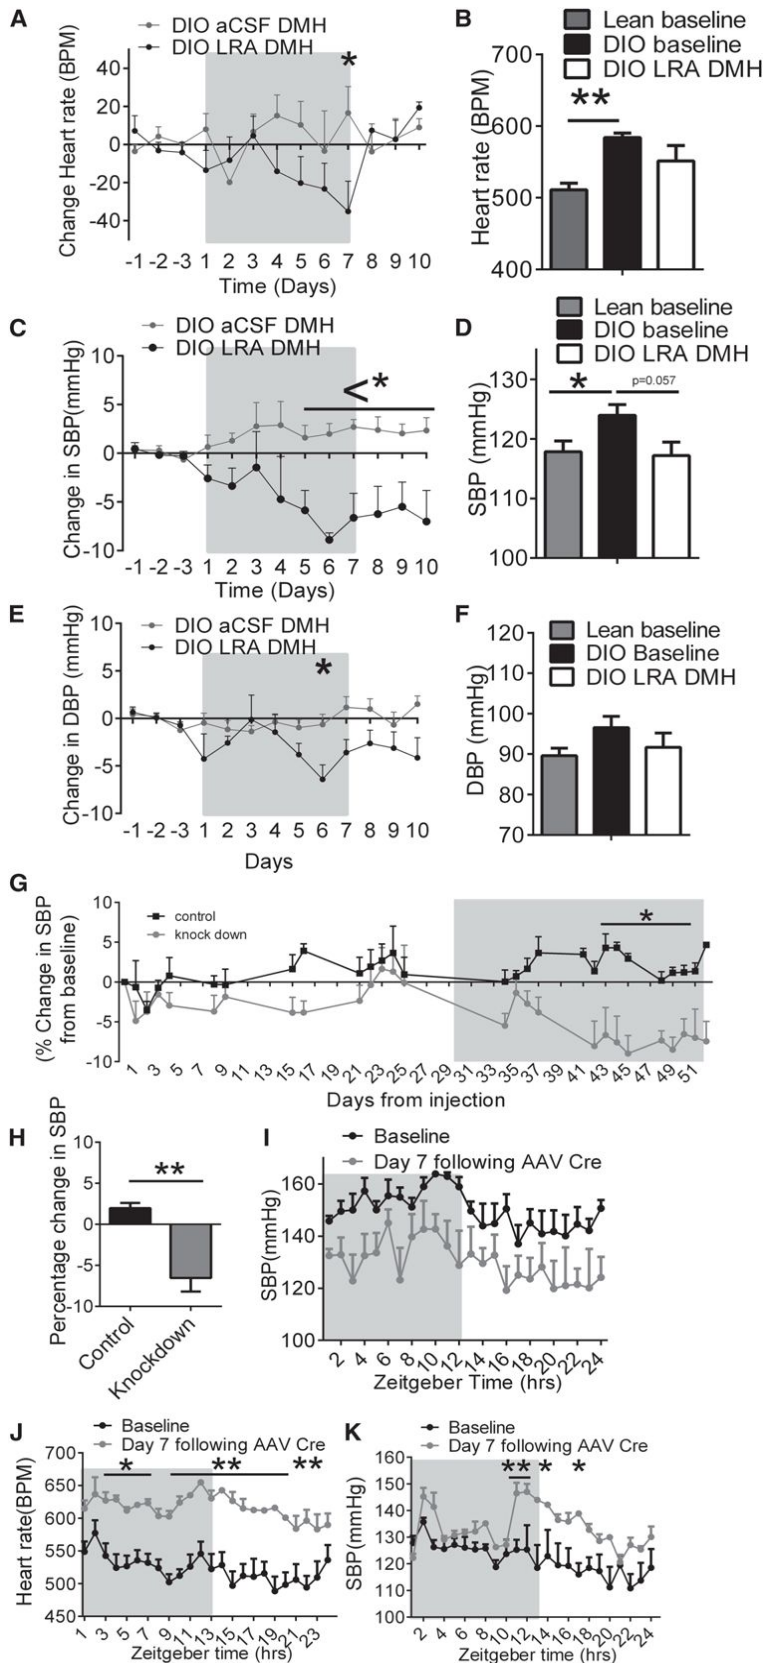 A
DIO aCSF DMH
DIO LRA DMH
Change Heart rate (BPM)
40
20
0
-20
-40
*
-1 -2 -3 1 2 3 4 5 6 7 8 9 10
Time (Days)
B
Lean baseline
DIO baseline
DIO LRA DMH
Heart rate (BPM)
700
600
500
400
**
C
DIO aCSF DMH
DIO LRA DMH
Change in SBP(mmHg)
10
5
0
-5
-10
<*
-1 -2 -3 1 2 3 4 5 6 7 8 9 10
Time (Days)
D
Lean baseline
DIO baseline
DIO LRA DMH
SBP (mmHg)
130
120
110
100
*
p=0.057
E
DIO aCSF DMH
DIO LRA DMH
Change in DBP (mmHg)
10
5
0
-5
-10
*
-1 -2 -3 1 2 3 4 5 6 7 8 9 10
Days
F
Lean baseline
DIO Baseline
DIO LRA DMH
DBP (mmHg)
120
110
100
90
80
70
G
control
knock down
(% Change in SBP
from baseline)
10
5
0
-5
-10
*
1 3 5 7 9 11 13 15 17 19 21 23 25 27 29 31 33 35 37 39 41 43 45 47 49 51
Days from injection
H
Percentage change in SBP
10
5
0
-5
-10
**
Control
Knockdown
I
Baseline
Day 7 following AAV Cre
SBP(mmHg)
160
140
120
100
2 4 6 8 10 12 14 16 18 20 22 24
Zeitgeber Time (hrs)
J
Baseline
Day 7 following AAV Cre
Heart rate(BPM)
700
650
600
550
500
450
* ** **
1 3 5 7 9 11 13 15 17 19 21 23
Zeitgeber time (hrs)
K
Baseline
Day 7 following AAV Cre
SBP(mmHg)
160
150
140
130
120
110
100
** * *
2 4 6 8 10 12 14 16 18 20 22 24
Zeitgeber time (hrs)